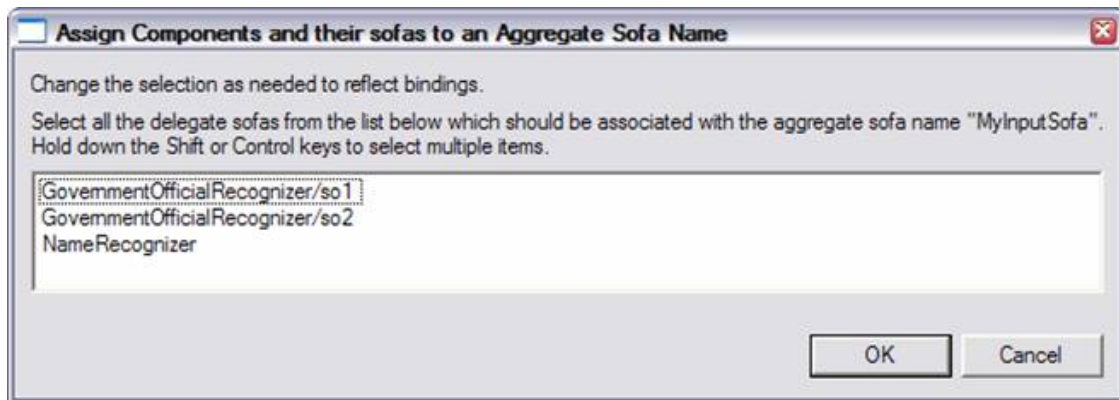 Assign Components and their sofas to an Aggregate Sofa Name
Change the selection as needed to reflect bindings.
Select all the delegate sofas from the list below which should be associated with the aggregate sofa name "MyInputSofa".
Hold down the Shift or Control keys to select multiple items.
GovernmentOfficialRecognizer/so1
GovernmentOfficialRecognizer/so2
NameRecognizer
OK
Cancel